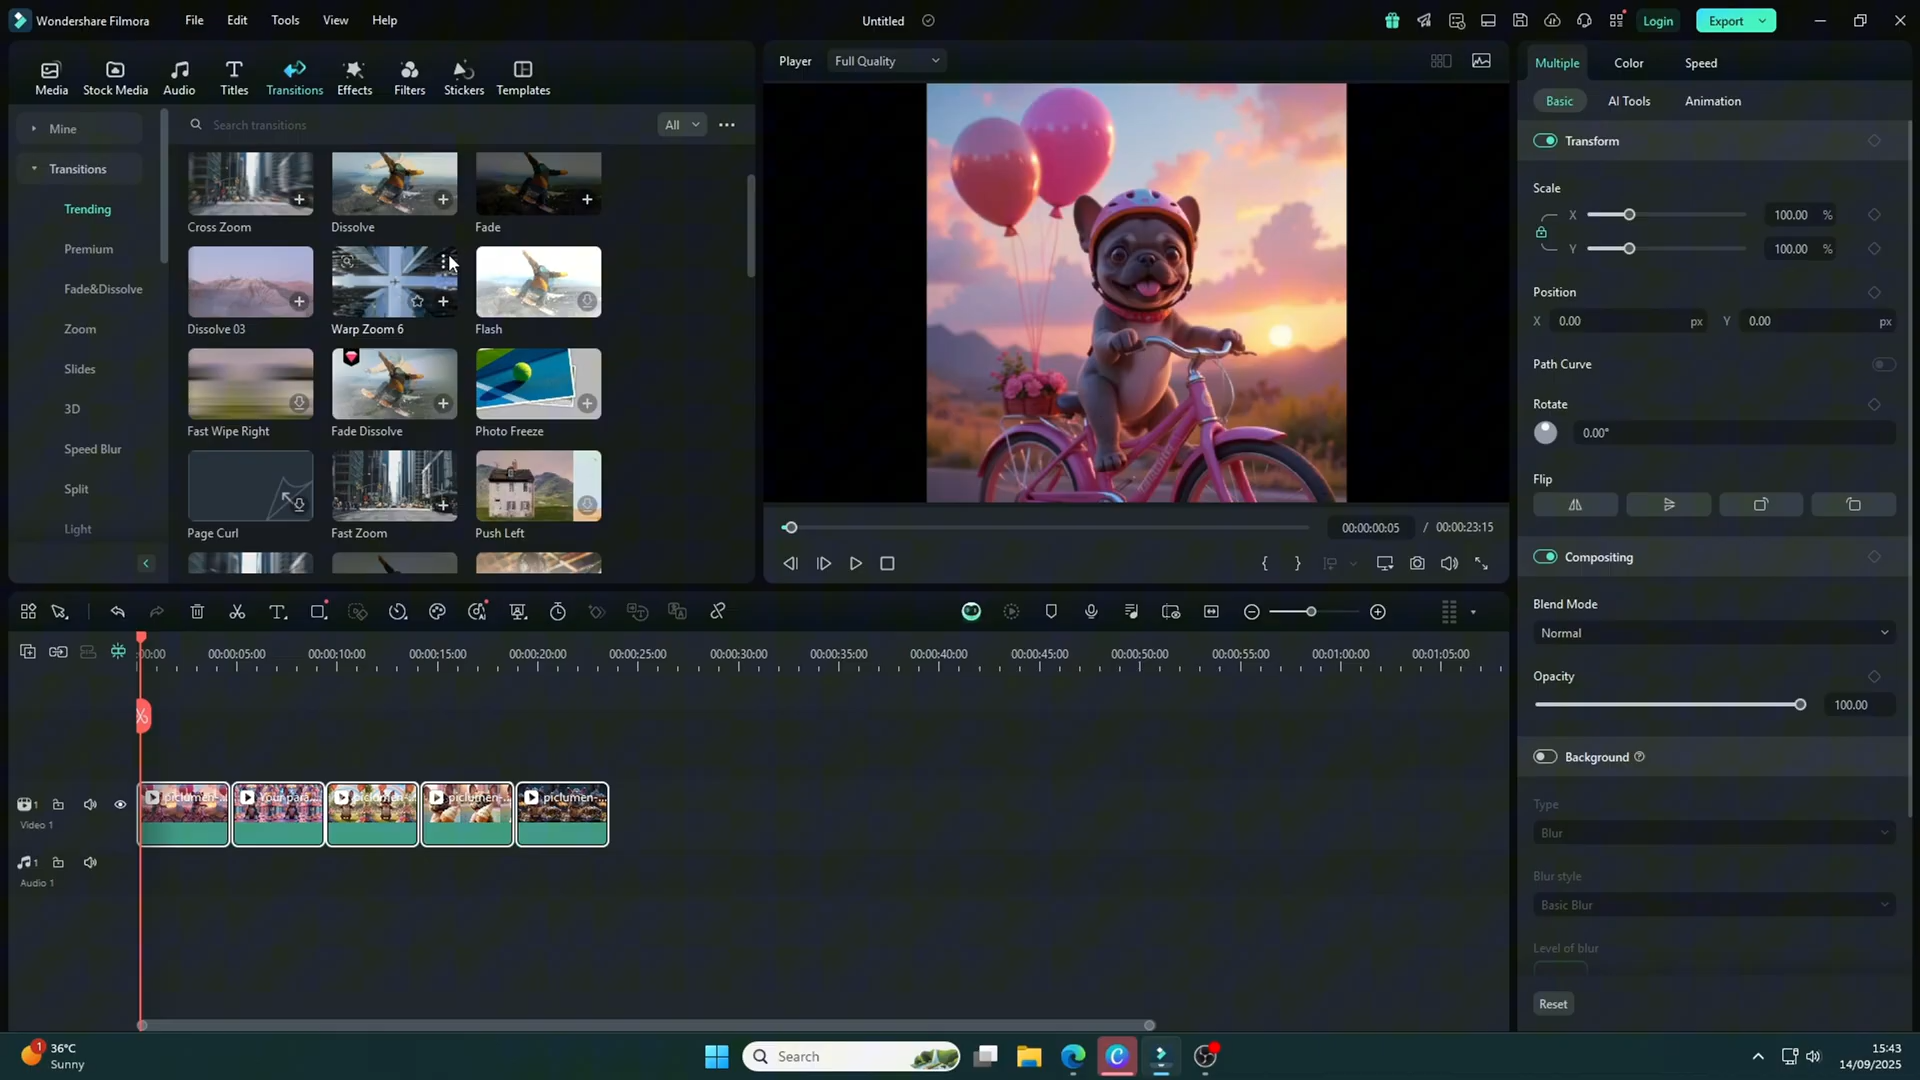 Wondershare Filmora
File
Edit
Tools
View
Help
Untitled
Login
Export
Media
Stock Media
Audio
Titles
Transitions
Effects
Filters
Stickers
Templates
Player
Full Quality
Multiple
Color
Speed
Basic
AI Tools
Animation
Mine
Search transitions
All
Transitions
Trending
Premium
Fade&Dissolve
Zoom
Slides
3D
Speed Blur
Split
Light
Cross Zoom
Dissolve
Fade
Dissolve 03
Warp Zoom 6
Flash
Fast Wipe Right
Fade Dissolve
Photo Freeze
Page Curl
Fast Zoom
Push Left
00:00:00:05 / 00:00:23:15
Transform
Scale
X 100.00 %
Y 100.00 %
Position
X 0.00 px Y 0.00 px
Path Curve
Rotate
0.00°
Flip
Compositing
Blend Mode
Normal
Opacity
100.00
Background
Type
Blur
Blur style
Basic Blur
Level of blur
Reset
:00:00 00:00:05:00 00:00:10:00 00:00:15:00 00:00:20:00 00:00:25:00 00:00:30:00 00:00:35:00 00:00:40:00 00:00:45:00 00:00:50:00 00:00:55:00 00:01:00:00 00:01:05:00
1
Video 1
piclumen-...
Your para...
piclumen-...
piclumen-...
piclumen-...
1
Audio 1
1
36°C
Sunny
Search
15:43
14/09/2025